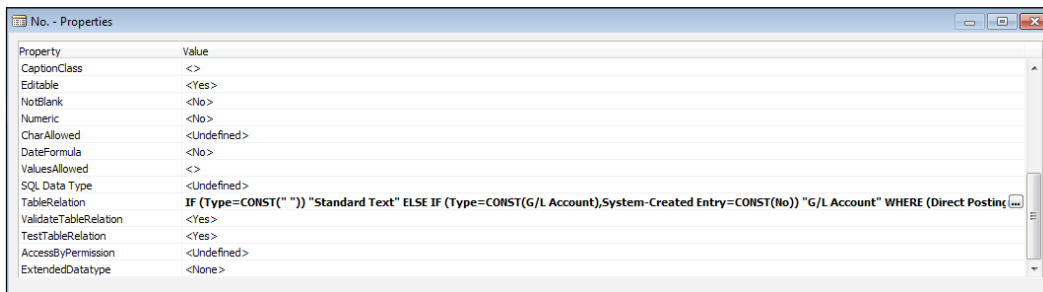 No. - Properties
Property Value
CaptionClass <>
Editable <Yes>
NotBlank <No>
Numeric <No>
CharAllowed <Undefined>
DateFormula <No>
ValuesAllowed <>
SQL Data Type <Undefined>
TableRelation IF (Type=CONST(" ")) "Standard Text" ELSE IF (Type=CONST(G/L Account),System-Created Entry=CONST(No)) "G/L Account" WHERE (Direct Posting ...
ValidateTableRelation <Yes>
TestTableRelation <Yes>
AccessByPermission <Undefined>
ExtendedDatatype <None>